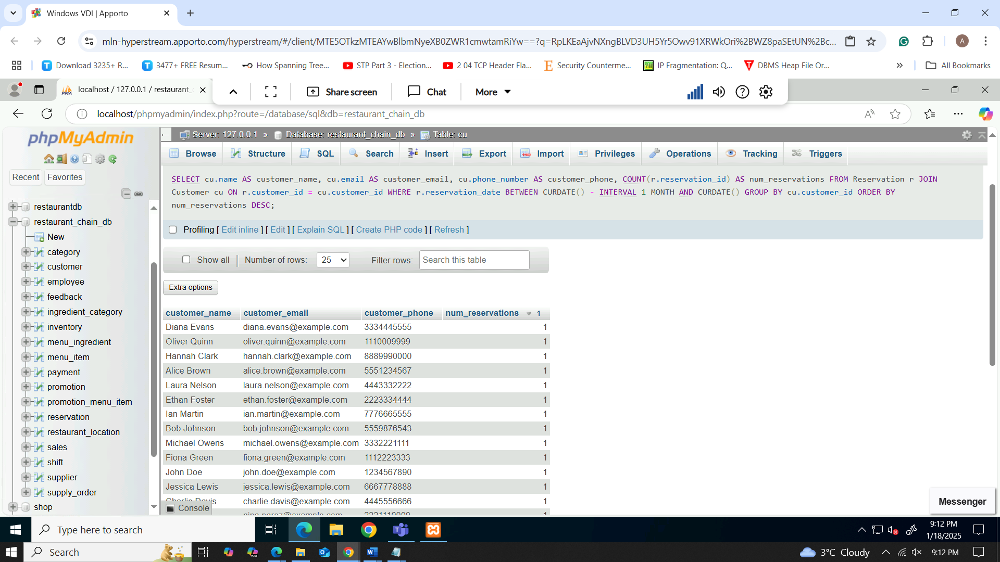 Windows VDI | Apporto
mln-hyperstream.apporto.com/hyperstream/#/client/MTE5OTkzMTEAYwBlbmNyeXB0ZWR1cmwtamRiYw==?q=RpLKEaAjvNXngBLVD3UH5Yr5Owv91XRWkOri%2BWZ8paSEtUN%2Bc...
A
Download 3235+ R...
3477+ FREE Resum...
How Spanning Tree...
STP Part 3 - Election...
2 04 TCP Header Fla...
Security Counterme...
IP Fragmentation: Q...
DBMS Heap File Or...
All Bookmarks
localhost / 127.0.0.1 / restaurant_
Share screen
Chat
More
localhost/phpmyadmin/index.php?route=/database/sql&db=restaurant_chain_db
phpMyAdmin
Recent
Favorites
restaurantdb
restaurant_chain_db
New
category
customer
employee
feedback
ingredient_category
inventory
menu_ingredient
menu_item
payment
promotion
promotion_menu_item
reservation
restaurant_location
sales
shift
supplier
supply_order
shop
Server: 127.0.0.1 » Database: restaurant_chain_db » Table: cu
Browse Structure SQL Search Insert Export Import Privileges Operations Tracking Triggers
SELECT cu.name AS customer_name, cu.email AS customer_email, cu.phone_number AS customer_phone, COUNT(r.reservation_id) AS num_reservations FROM Reservation r JOIN
Customer cu ON r.customer_id = cu.customer_id WHERE r.reservation_date BETWEEN CURDATE() - INTERVAL 1 MONTH AND CURDATE() GROUP BY cu.customer_id ORDER BY
num_reservations DESC;
Profiling [ Edit inline ] [ Edit ] [ Explain SQL ] [ Create PHP code ] [ Refresh ]
Show all Number of rows: 25 Filter rows: Search this table
Extra options
customer_name customer_email customer_phone num_reservations 1
Diana Evans diana.evans@example.com 3334445555 1
Oliver Quinn oliver.quinn@example.com 1110009999 1
Hannah Clark hannah.clark@example.com 8889990000 1
Alice Brown alice.brown@example.com 5551234567 1
Laura Nelson laura.nelson@example.com 4443332222 1
Ethan Foster ethan.foster@example.com 2223334444 1
Ian Martin ian.martin@example.com 7776665555 1
Bob Johnson bob.johnson@example.com 5559876543 1
Michael Owens michael.owens@example.com 3332221111 1
Fiona Green fiona.green@example.com 1112223333 1
John Doe john.doe@example.com 1234567890 1
Jessica Lewis jessica.lewis@example.com 6667778888 1
Charlie Davis charlie.davis@example.com 4445556666 1
Console
Messenger
Type here to search
9:12 PM
1/18/2025
Search
3°C Cloudy
9:12 PM